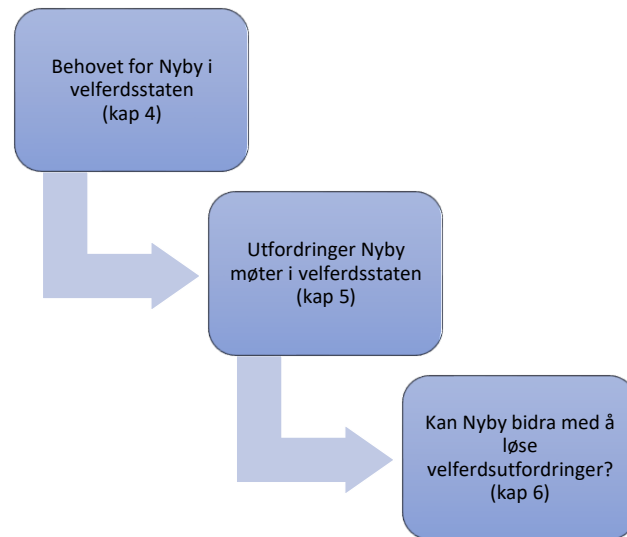 Behovet for Nyby i
velferdsstaten
(kap 4)
Utfordringer Nyby
møter i velferdsstaten
(kap 5)
Kan Nyby bidra med å
løse
velferdsutfordringer?
(kap 6)